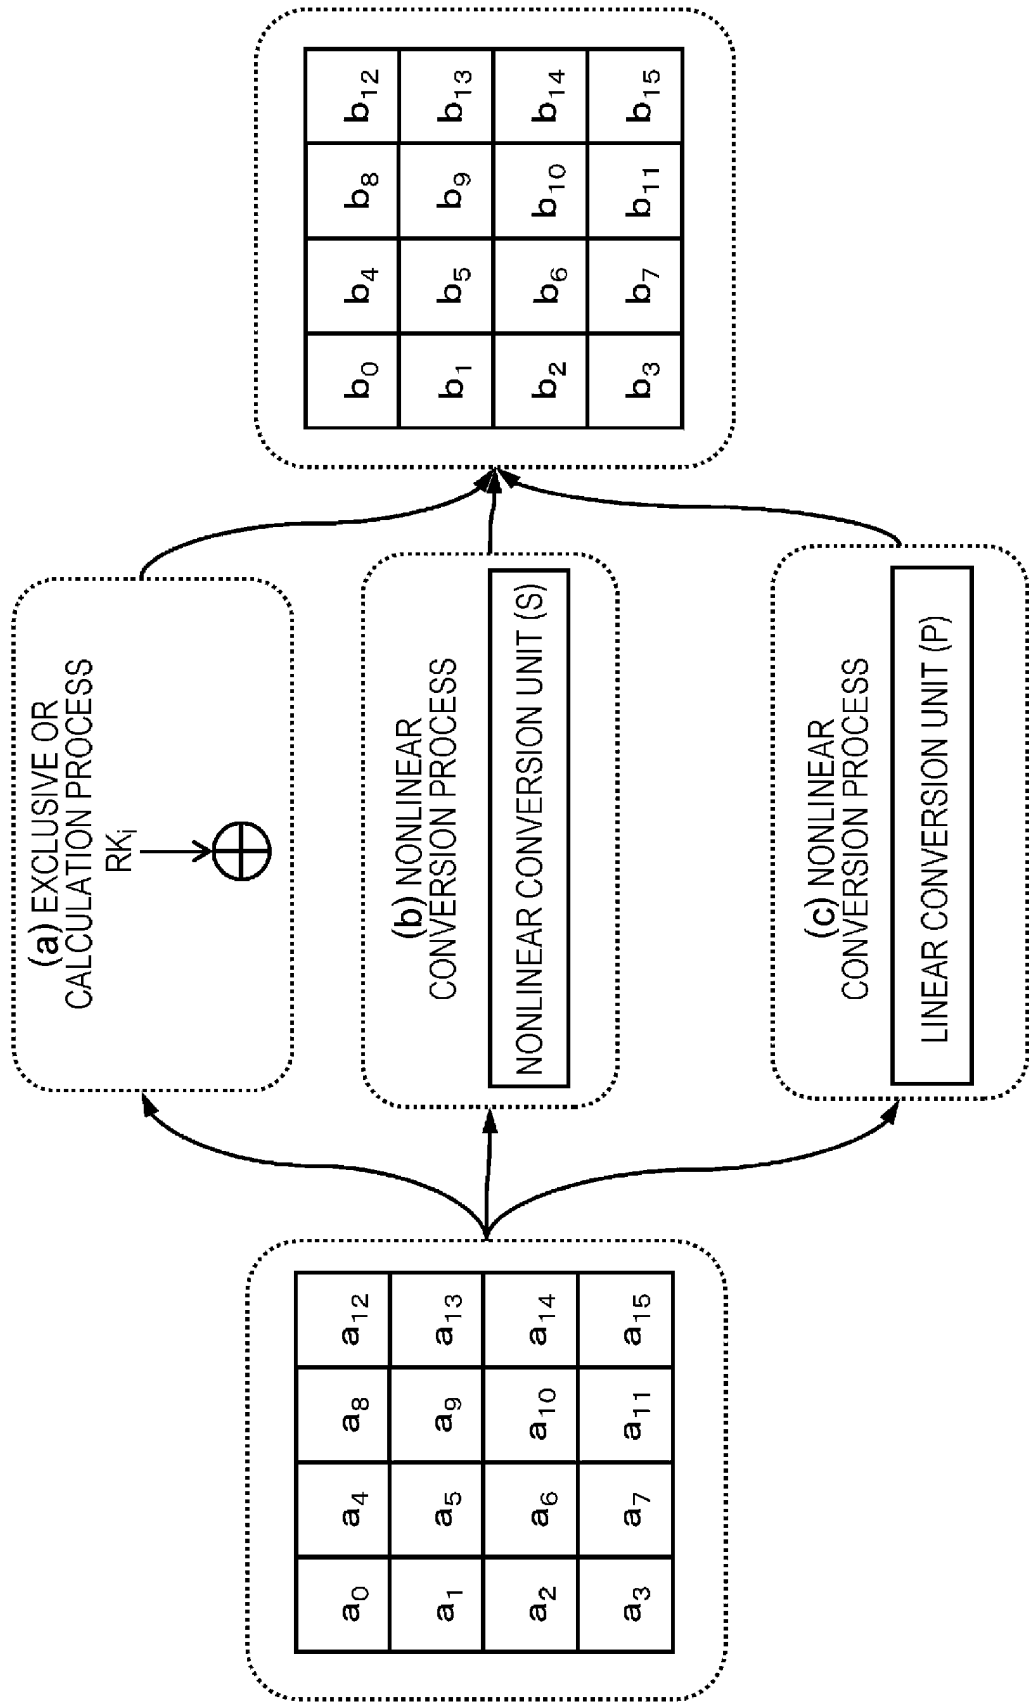 a0 a4 a8 a12
a1 a5 a9 a13
a2 a6 a10 a14
a3 a7 a11 a15
(a) EXCLUSIVE OR
CALCULATION PROCESS
RKi
(b) NONLINEAR
CONVERSION PROCESS
NONLINEAR CONVERSION UNIT (S)
(c) NONLINEAR
CONVERSION PROCESS
LINEAR CONVERSION UNIT (P)
b0 b4 b8 b12
b1 b5 b9 b13
b2 b6 b10 b14
b3 b7 b11 b15